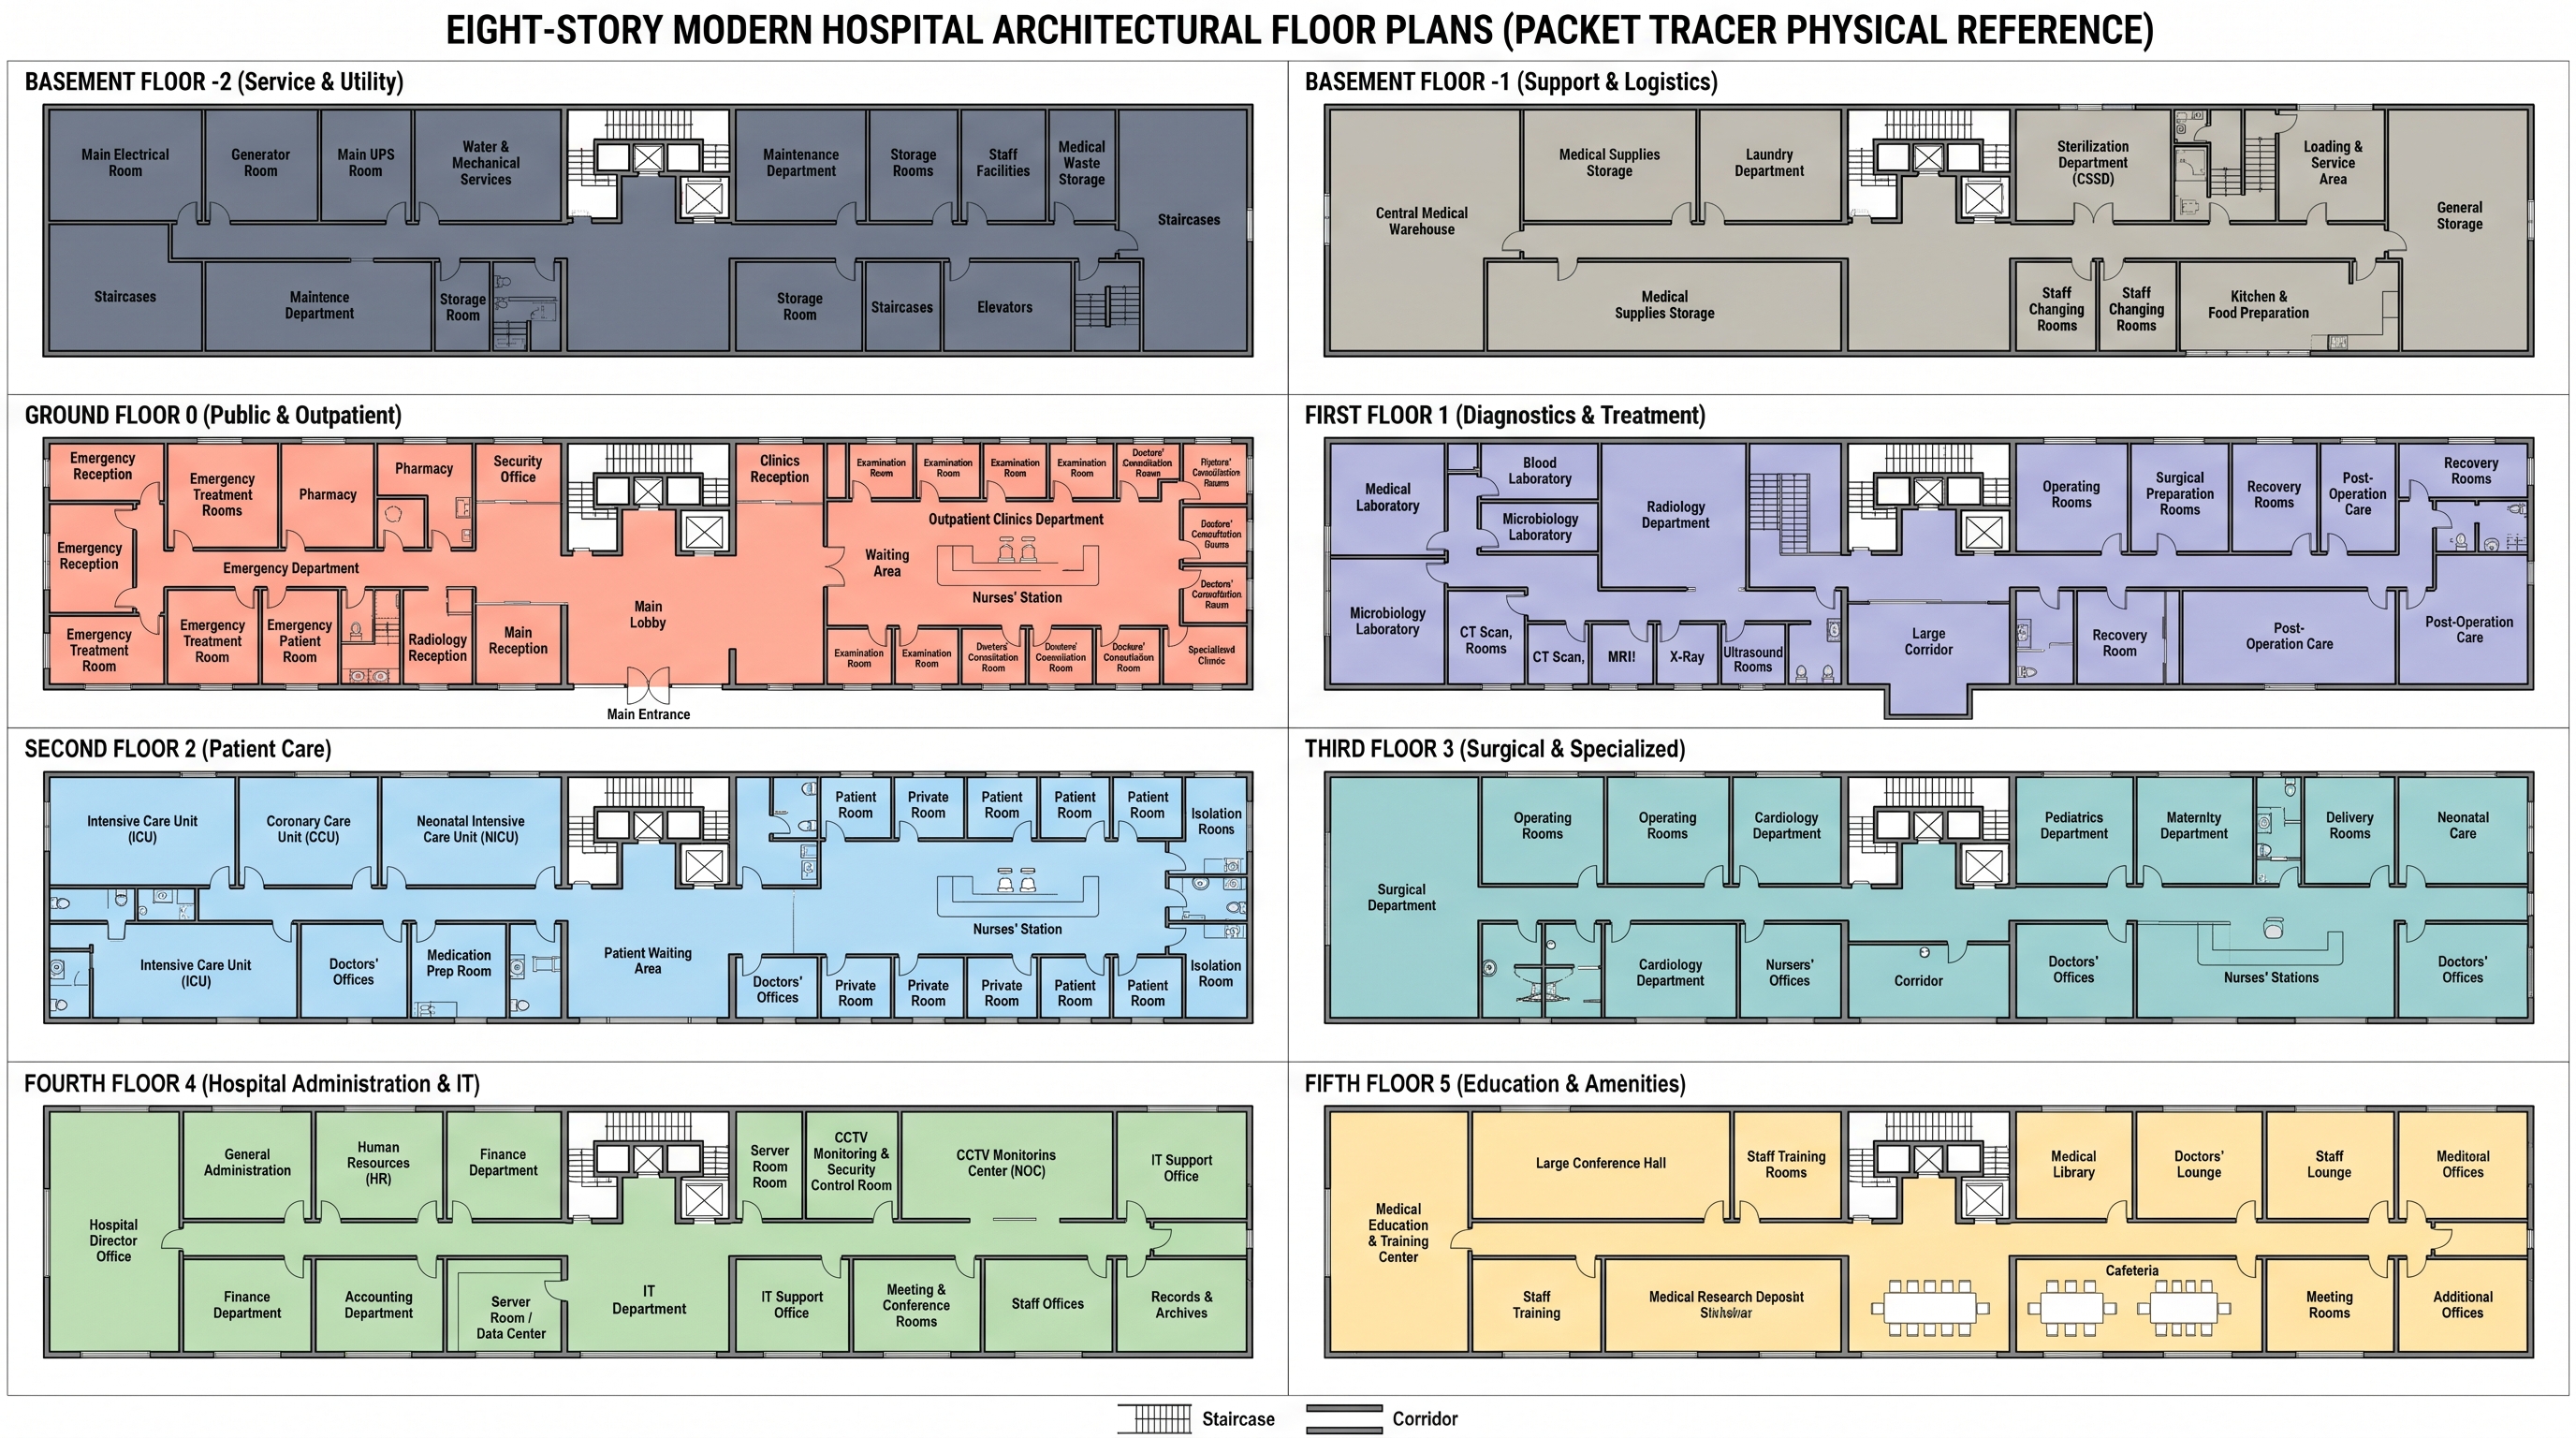 EIGHT-STORY MODERN HOSPITAL ARCHITECTURAL FLOOR PLANS (PACKET TRACER PHYSICAL REFERENCE)
BASEMENT FLOOR -2 (Service & Utility)
Main Electrical
Room
Generator
Room
Main UPS
Room
Water &
Mechanical
Services
Maintenance
Department
Storage
Rooms
Staff
Facilities
Medical
Waste
Storage
Staircases
Staircases
Maintence
Department
Storage
Room
Storage
Room
Staircases
Elevators
BASEMENT FLOOR -1 (Support & Logistics)
Central Medical
Warehouse
Medical Supplies
Storage
Laundry
Department
Sterilization
Department
(CSSD)
Loading &
Service
Area
General
Storage
Medical
Supplies Storage
Staff
Changing
Rooms
Staff
Changing
Rooms
Kitchen &
Food Preparation
GROUND FLOOR 0 (Public & Outpatient)
Emergency
Reception
Emergency
Treatment
Rooms
Pharmacy
Pharmacy
Security
Office
Clinics
Reception
Examination
Room
Examination
Room
Examination
Room
Examination
Room
Outpatient Clinics Department
Emergency
Reception
Emergency Department
Waiting
Area
Nurses' Station
Main
Lobby
Emergency
Treatment
Room
Emergency
Treatment
Room
Emergency
Patient
Room
Radiology
Reception
Main
Reception
Examination
Room
Examination
Room
Room
Room
Room
Main Entrance
FIRST FLOOR 1 (Diagnostics & Treatment)
Medical
Laboratory
Blood
Laboratory
Microbiology
Laboratory
Radiology
Department
Operating
Rooms
Surgical
Preparation
Rooms
Recovery
Rooms
Post-
Operation
Care
Recovery
Rooms
Microbiology
Laboratory
CT Scan,
Rooms
CT Scan,
MRI!
X-Ray
Ultrasound
Rooms
Large
Corridor
Recovery
Room
Post-
Operation Care
Post-Operation
Care
SECOND FLOOR 2 (Patient Care)
Intensive Care Unit
(ICU)
Coronary Care
Unit (CCU)
Neonatal Intensive
Care Unit (NICU)
Patient
Room
Private
Room
Patient
Room
Patient
Room
Patient
Room
Isolation
Roons
Nurses' Station
Intensive Care Unit
(ICU)
Doctors'
Offices
Medication
Prep Room
Patient Waiting
Area
Doctors'
Offices
Private
Room
Private
Room
Private
Room
Patient
Room
Patient
Room
Isolation
Room
THIRD FLOOR 3 (Surgical & Specialized)
Surgical
Department
Operating
Rooms
Operating
Rooms
Cardiology
Department
Pediatrics
Department
Maternlty
Department
Delivery
Rooms
Neonatal
Care
Cardiology
Department
Nursers'
Offices
Corridor
Doctors'
Offices
Nurses' Stations
Doctors'
Offices
FOURTH FLOOR 4 (Hospital Administration & IT)
Hospital
Director
Office
General
Administration
Human
Resources
(HR)
Finance
Department
Server
Room
Room
CCTV
Monitoring &
Security
Control Room
CCTV Monitorins
Center (NOC)
IT Support
Office
Finance
Department
Accounting
Department
Server
Room /
Data Center
IT
Department
IT Support
Office
Meeting &
Conference
Rooms
Staff Offices
Records &
Archives
FIFTH FLOOR 5 (Education & Amenities)
Medical
Education
& Training
Center
Large Conference Hall
Staff Training
Rooms
Medical
Library
Doctors'
Lounge
Staff
Lounge
Meditoral
Offices
Staff
Training
Medical Research Deposht
Cafeteria
Meeting
Rooms
Additional
Offices
Staircase
Corridor